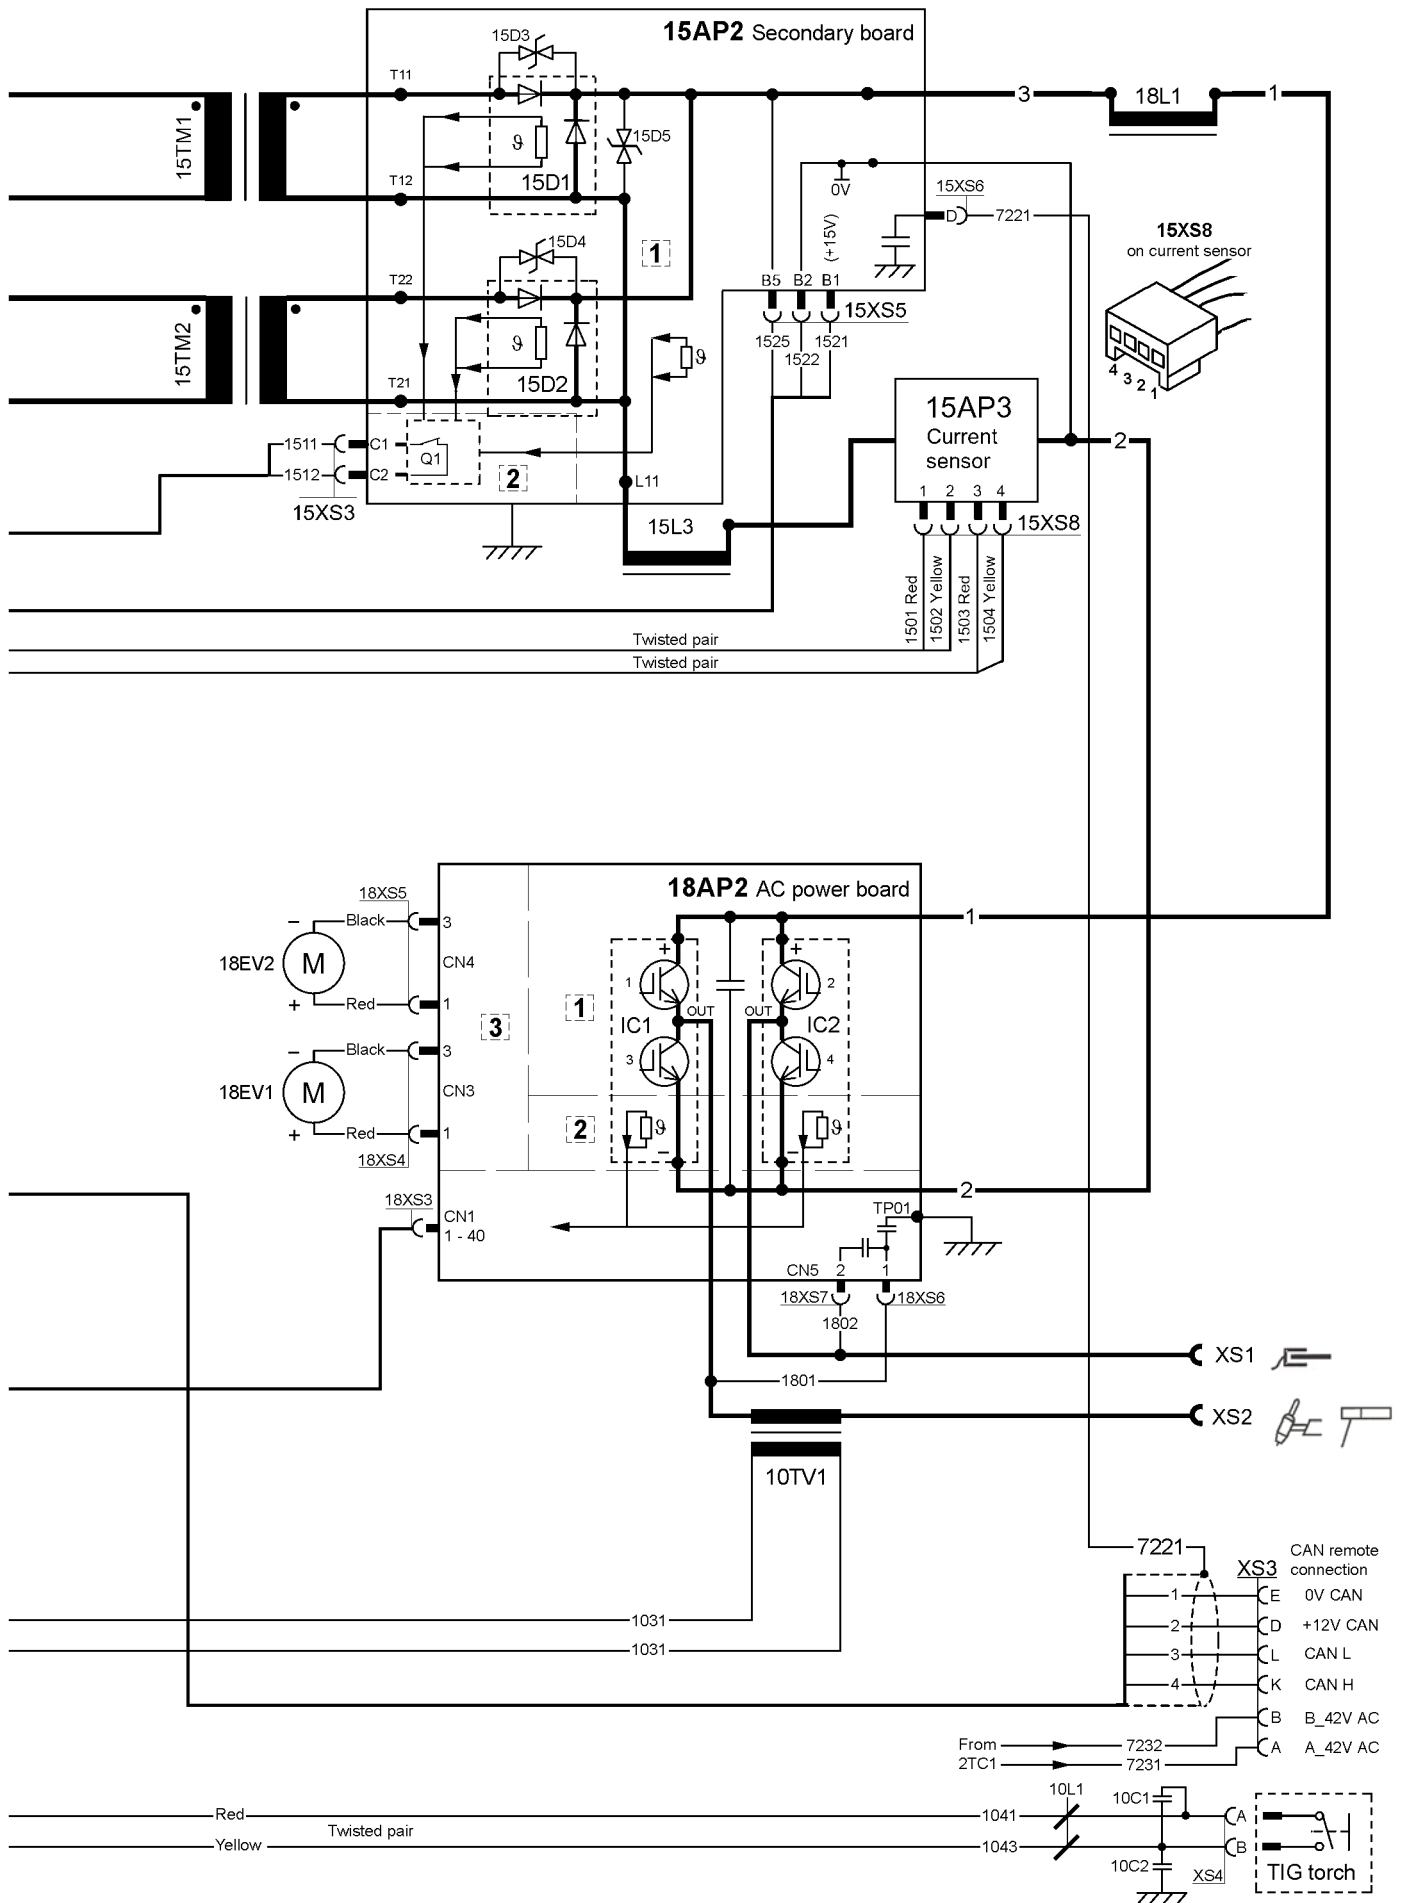 15AP2 Secondary board
15D3
T11
3
18L1
1
15TM1
ϑ
15D5
15D1
T12
0V
15XS6
D
7221
(+15V)
15XS8
on current sensor
15D4
1
T22
B5 B2 B1
15XS5
1525
1522
1521
15TM2
ϑ
ϑ
15D2
T21
4 3 2 1
15AP3
Current
sensor
2
1511
C1
Q1
1512
C2
2
L11
15XS3
1 2 3 4
15L3
15XS8
1501 Red
1502 Yellow
1503 Red
1504 Yellow
Twisted pair
Twisted pair
18AP2 AC power board
18XS5
Black
3
1
18EV2
M
CN4
−
+
Red
1
+
+
1
2
1
OUT
OUT
3
IC1
IC2
−
Black
3
3
4
18EV1
M
CN3
+
Red
1
2
ϑ
ϑ
18XS4
−
−
2
18XS3
CN1
1 - 40
TP01
CN5 2 1
18XS7
18XS6
1802
XS1
1801
XS2
10TV1
7221
CAN remote
connection
XS3
1
E
0V CAN
1031
2
D
+12V CAN
1031
3
L
CAN L
4
K
CAN H
B
B_42V AC
From
7232
A
A_42V AC
2TC1
7231
10L1
10C1
Red
1041
A
Twisted pair
Yellow
1043
B
10C2
XS4
TIG torch